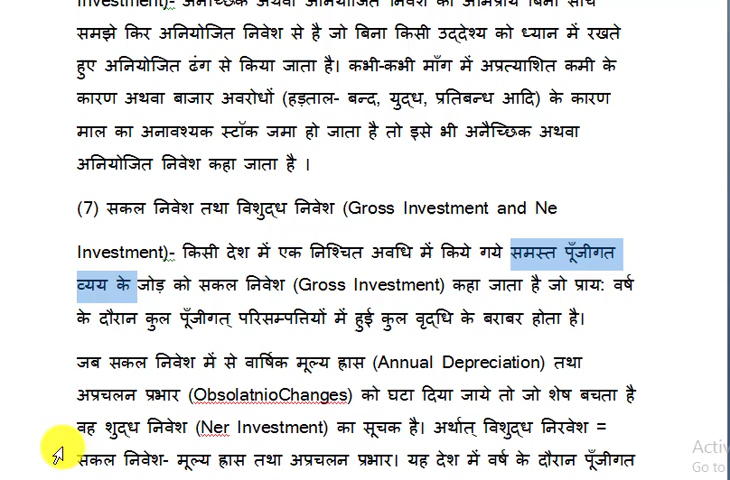 Investment)- अनैच्छिक अथवा अनियोजित निवेश का अभिप्राय बिना सोचे
समझे किर अनियोजित निवेश से है जो बिना किसी उद्देश्य को ध्यान में रखते
हुए अनियोजित ढंग से किया जाता है। कभी-कभी माँग में अप्रत्याशित कमी के
कारण अथवा बाजार अवरोधों (हड़ताल- बन्द, युद्ध, प्रतिबन्ध आदि) के कारण
माल का अनावश्यक स्टॉक जमा हो जाता है तो इसे भी अनैच्छिक अथवा
अनियोजित निवेश कहा जाता है ।
(7) सकल निवेश तथा विशुद्ध निवेश (Gross Investment and Ne
Investment)- किसी देश में एक निश्चित अवधि में किये गये समस्त पूँजीगत
व्यय के जोड़ को सकल निवेश (Gross Investment) कहा जाता है जो प्राय: वर्ष
के दौरान कुल पूँजीगत् परिसम्पत्तियों में हुई कुल वृद्धि के बराबर होता है।
जब सकल निवेश में से वार्षिक मूल्य ह्रास (Annual Depreciation) तथा
अप्रचलन प्रभार (ObsolatnioChanges) को घटा दिया जाये तो जो शेष बचता है
वह शुद्ध निवेश (Ner Investment) का सूचक है। अर्थात् विशुद्ध निरवेश =
सकल निवेश- मूल्य ह्रास तथा अप्रचलन प्रभार। यह देश में वर्ष के दौरान पूँजीगत
Activ
Go to